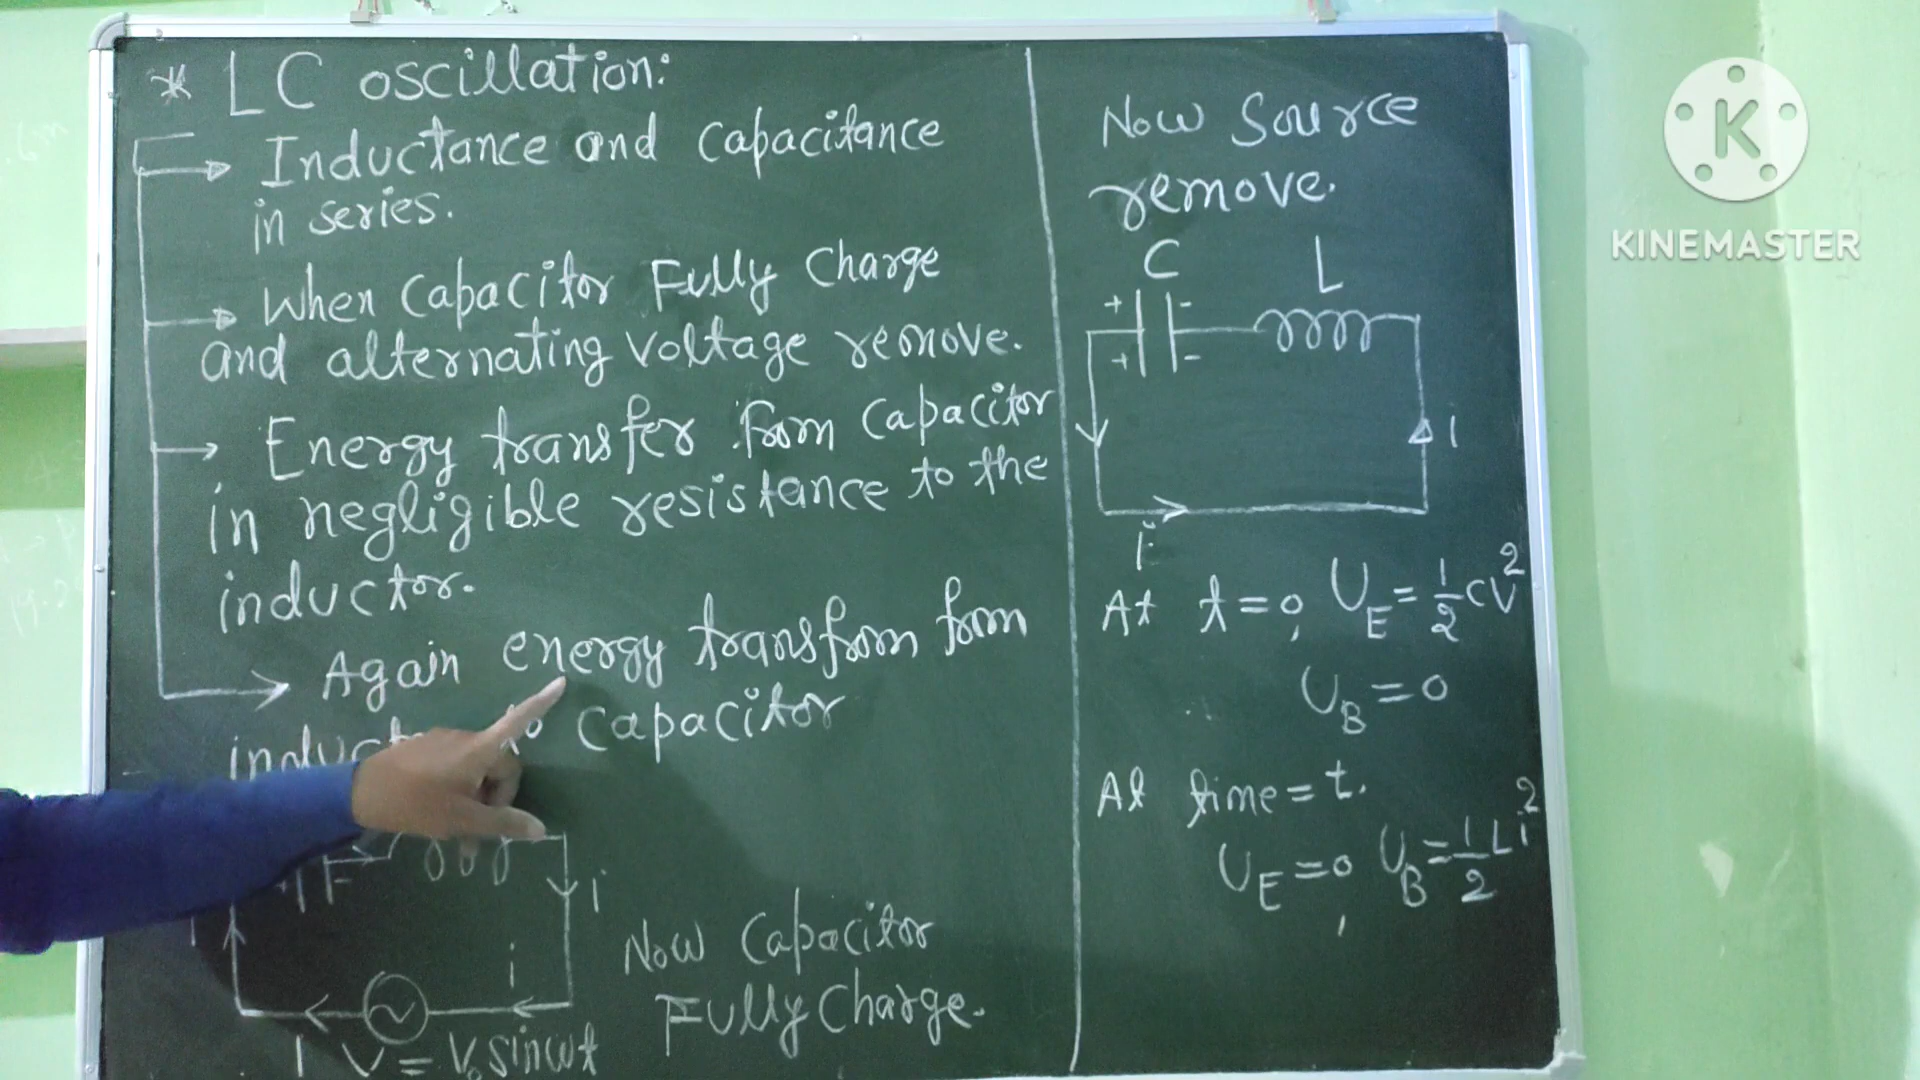 * LC oscillation:
Inductance and capacitance
in series.
When capacitor Fully charge
and alternating voltage remove.
Energy transfer from capacitor
in negligible resistance to the
inductor.
Again energy transfrom from
to capacitor
i
i
V = V₀ sinωt
Now capacitor
Fully charge.
Now Source
remove.
C L
+ -
+ -
i
At t=0, U_E = 1/2 CV²
U_B = 0
At time = t.
U_E = 0, U_B = 1/2 Li²
K
KINEMASTER